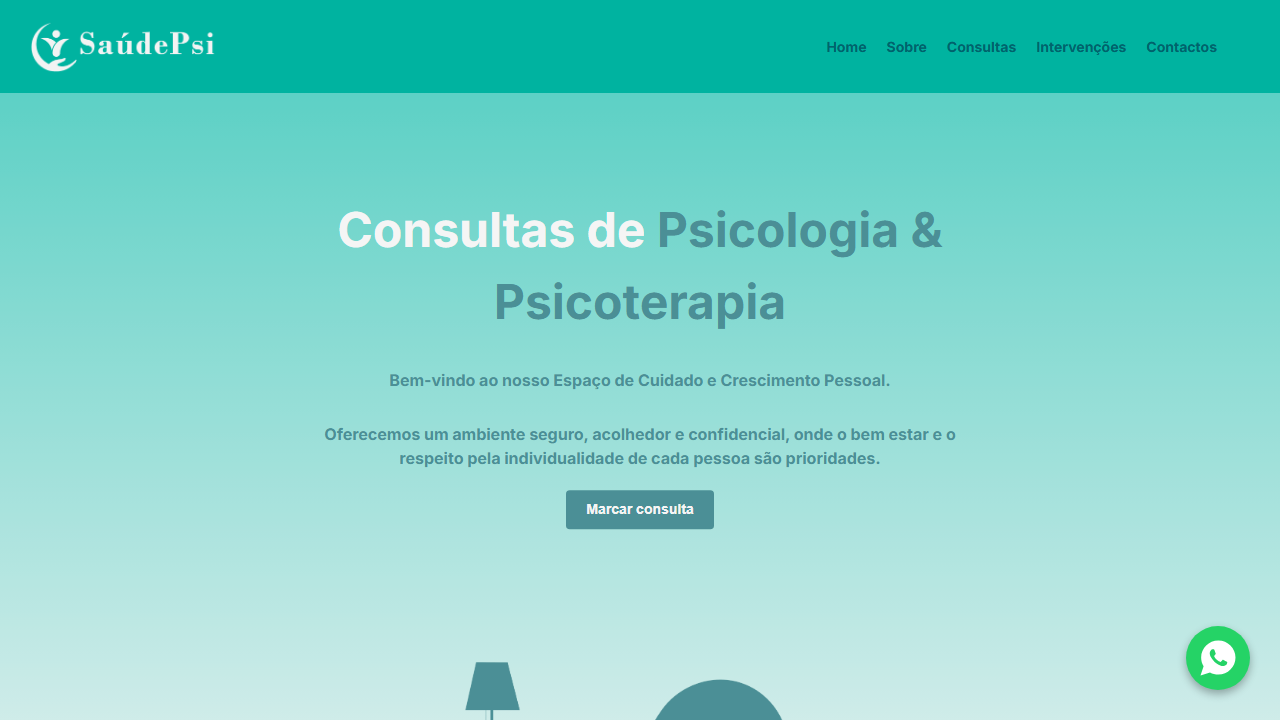 SaúdePsi
Home Sobre Consultas Intervenções Contactos
Consultas de Psicologia &
Psicoterapia
Bem-vindo ao nosso Espaço de Cuidado e Crescimento Pessoal.
Oferecemos um ambiente seguro, acolhedor e confidencial, onde o bem estar e o
respeito pela individualidade de cada pessoa são prioridades.
Marcar consulta